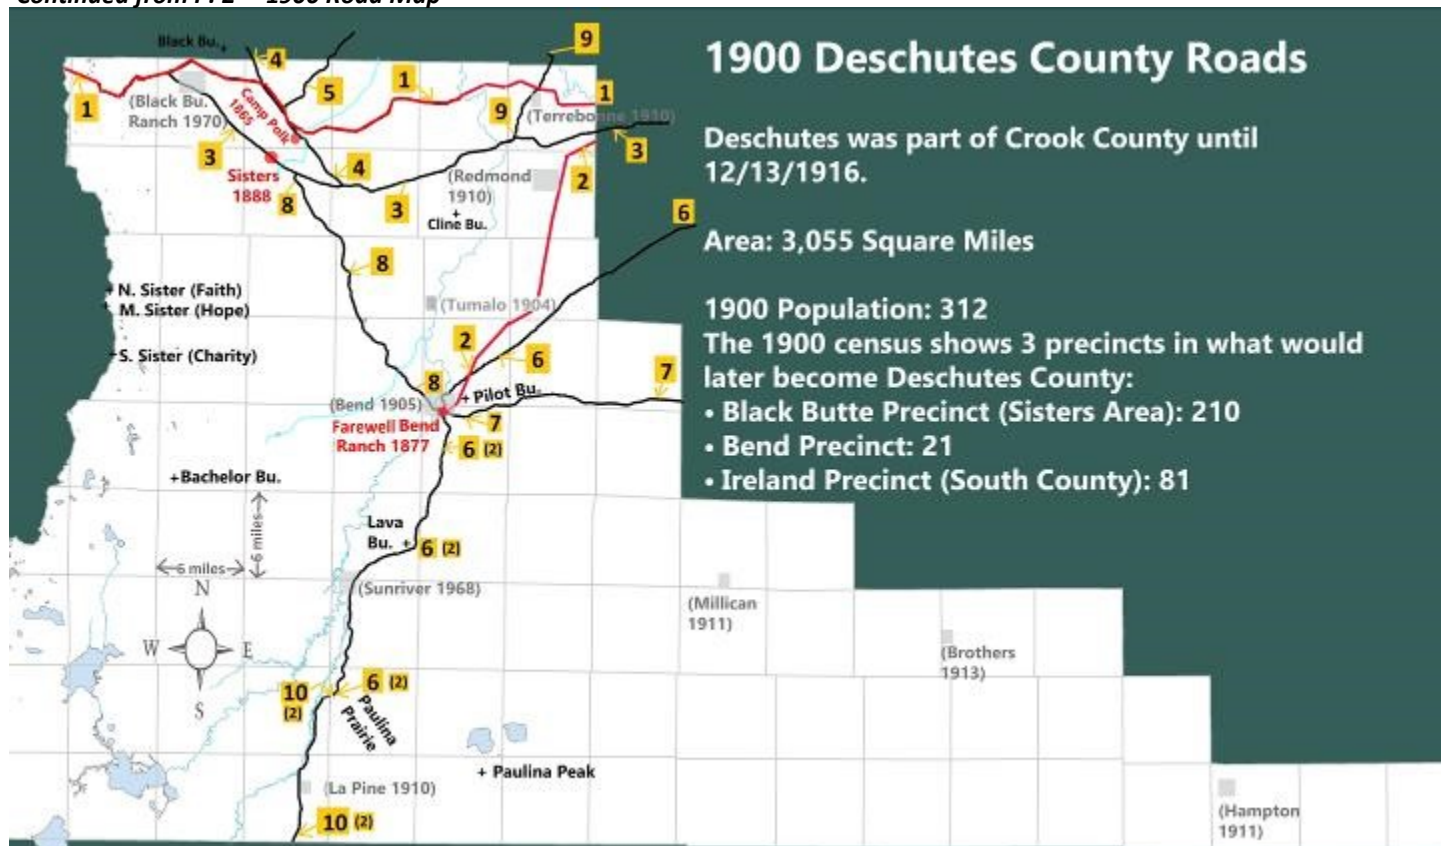 1900 Deschutes County Roads
Deschutes was part of Crook County until
12/13/1916.
Area: 3,055 Square Miles
1900 Population: 312
The 1900 census shows 3 precincts in what would
later become Deschutes County:
• Black Butte Precinct (Sisters Area): 210
• Bend Precinct: 21
• Ireland Precinct (South County): 81
Black Bu.
4
9
5
1
1
1
(Black Bu.
Ranch 1970)
Camp Polk
1865
9
(Terrebonne 1910)
3
3
Sisters
1888
4
(Redmond
1910)
2
8
3
Cline Bu.
6
8
N. Sister (Faith)
M. Sister (Hope)
(Tumalo 1904)
S. Sister (Charity)
2
6
7
8
Pilot Bu.
(Bend 1905)
Farewell Bend
Ranch 1877
7
6 (2)
Bachelor Bu.
6 miles
Lava
Bu.
6 (2)
6 miles
N
(Sunriver 1968)
(Millican
1911)
W
E
(Brothers
1913)
S
10
(2)
6 (2)
Paulina
Prairie
Paulina Peak
(La Pine 1910)
10 (2)
(Hampton
1911)